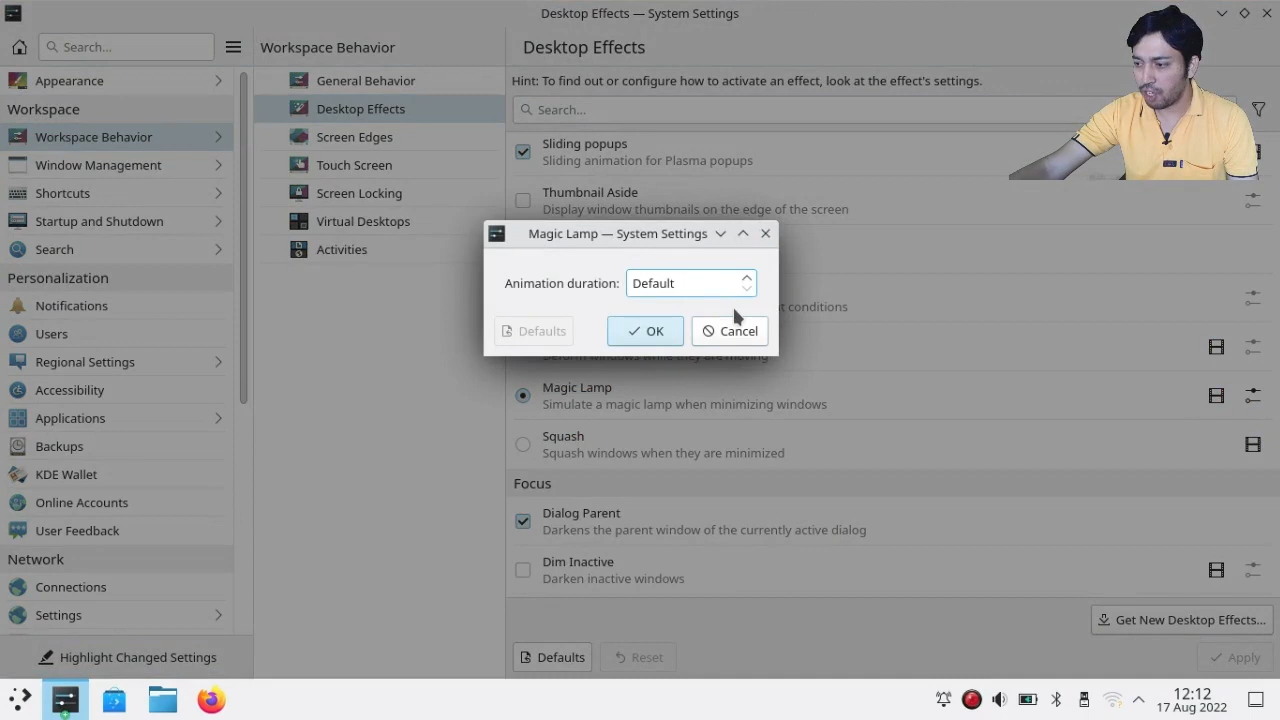 Desktop Effects — System Settings
Search...
Workspace Behavior
Desktop Effects
Appearance
Workspace
Workspace Behavior
Window Management
Shortcuts
Startup and Shutdown
Search
Personalization
Notifications
Users
Regional Settings
Accessibility
Applications
Backups
KDE Wallet
Online Accounts
User Feedback
Network
Connections
Settings
Highlight Changed Settings
General Behavior
Desktop Effects
Screen Edges
Touch Screen
Screen Locking
Virtual Desktops
Activities
Hint: To find out or configure how to activate an effect, look at the effect's settings.
Search...
Sliding popups
Sliding animation for Plasma popups
Thumbnail Aside
Display window thumbnails on the edge of the screen
Magic Lamp — System Settings
Animation duration: Default
Defaults OK Cancel
t conditions
Deform windows while they are moving
Magic Lamp
Simulate a magic lamp when minimizing windows
Squash
Squash windows when they are minimized
Focus
Dialog Parent
Darkens the parent window of the currently active dialog
Dim Inactive
Darken inactive windows
Get New Desktop Effects...
Defaults Reset Apply
12:12
17 Aug 2022